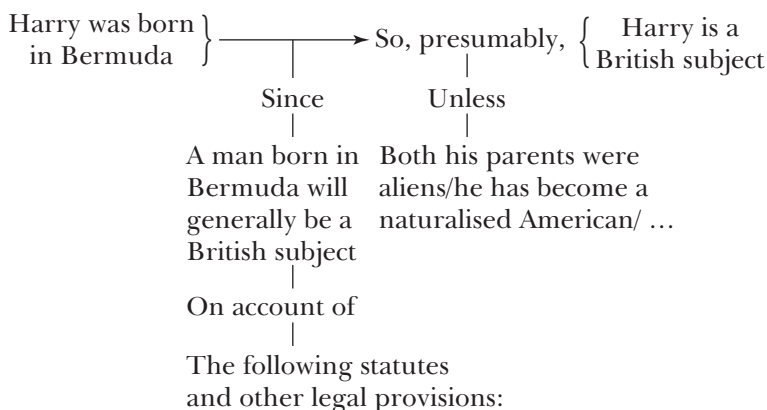 Harry was born
in Bermuda
So, presumably,
Harry is a
British subject
Since
Unless
A man born in
Bermuda will
generally be a
British subject
Both his parents were
aliens/he has become a
naturalised American/ …
On account of
The following statutes
and other legal provisions: